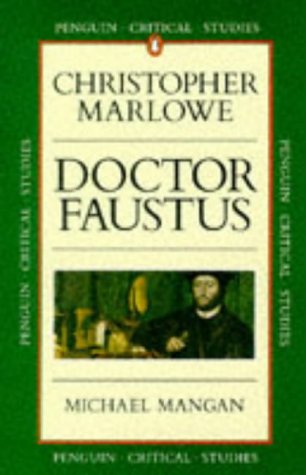 PENGUIN · CRITICAL · STUDIES
CHRISTOPHER
MARLOWE
DOCTOR
FAUSTUS
PENGUIN CRITICAL STUDIES
PENGUIN CRITICAL STUDIES
MICHAEL MANGAN
PENGUIN · CRITICAL · STUDIES